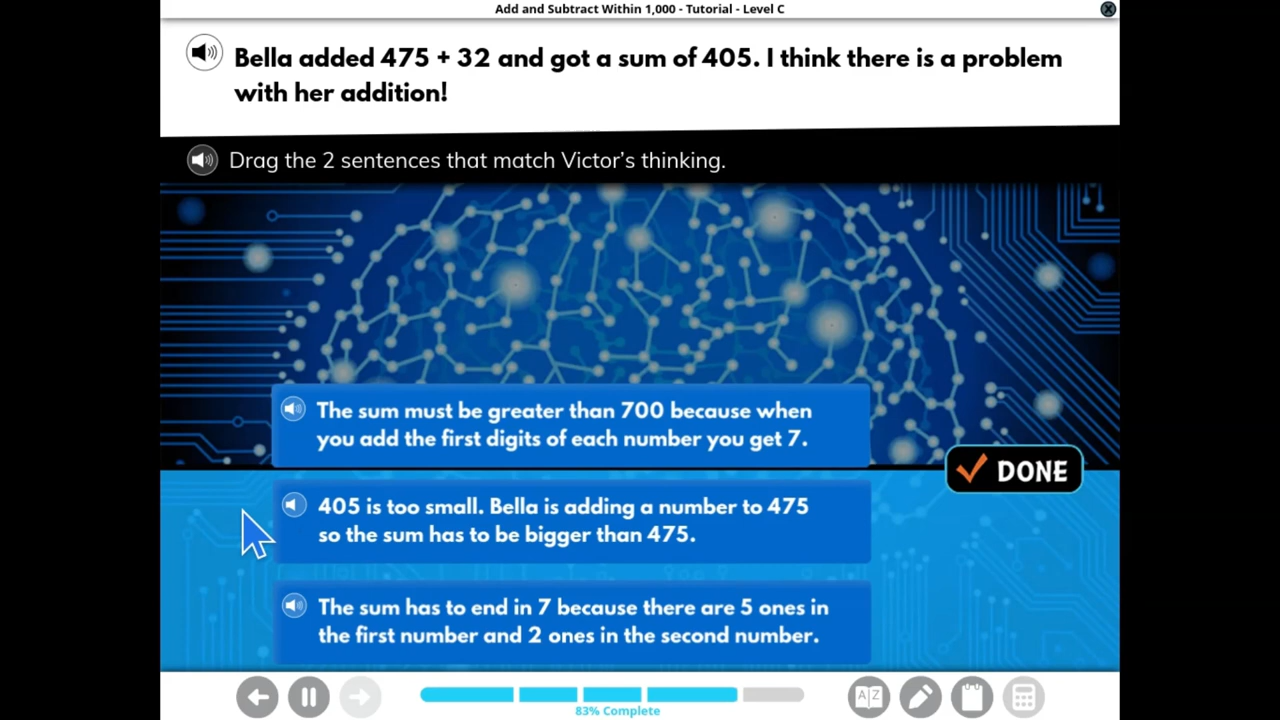 Add and Subtract Within 1,000 - Tutorial - Level C
Bella added 475 + 32 and got a sum of 405. I think there is a problem
with her addition!
Drag the 2 sentences that match Victor's thinking.
The sum must be greater than 700 because when
you add the first digits of each number you get 7.
DONE
405 is too small. Bella is adding a number to 475
so the sum has to be bigger than 475.
The sum has to end in 7 because there are 5 ones in
the first number and 2 ones in the second number.
83% Complete
A Z